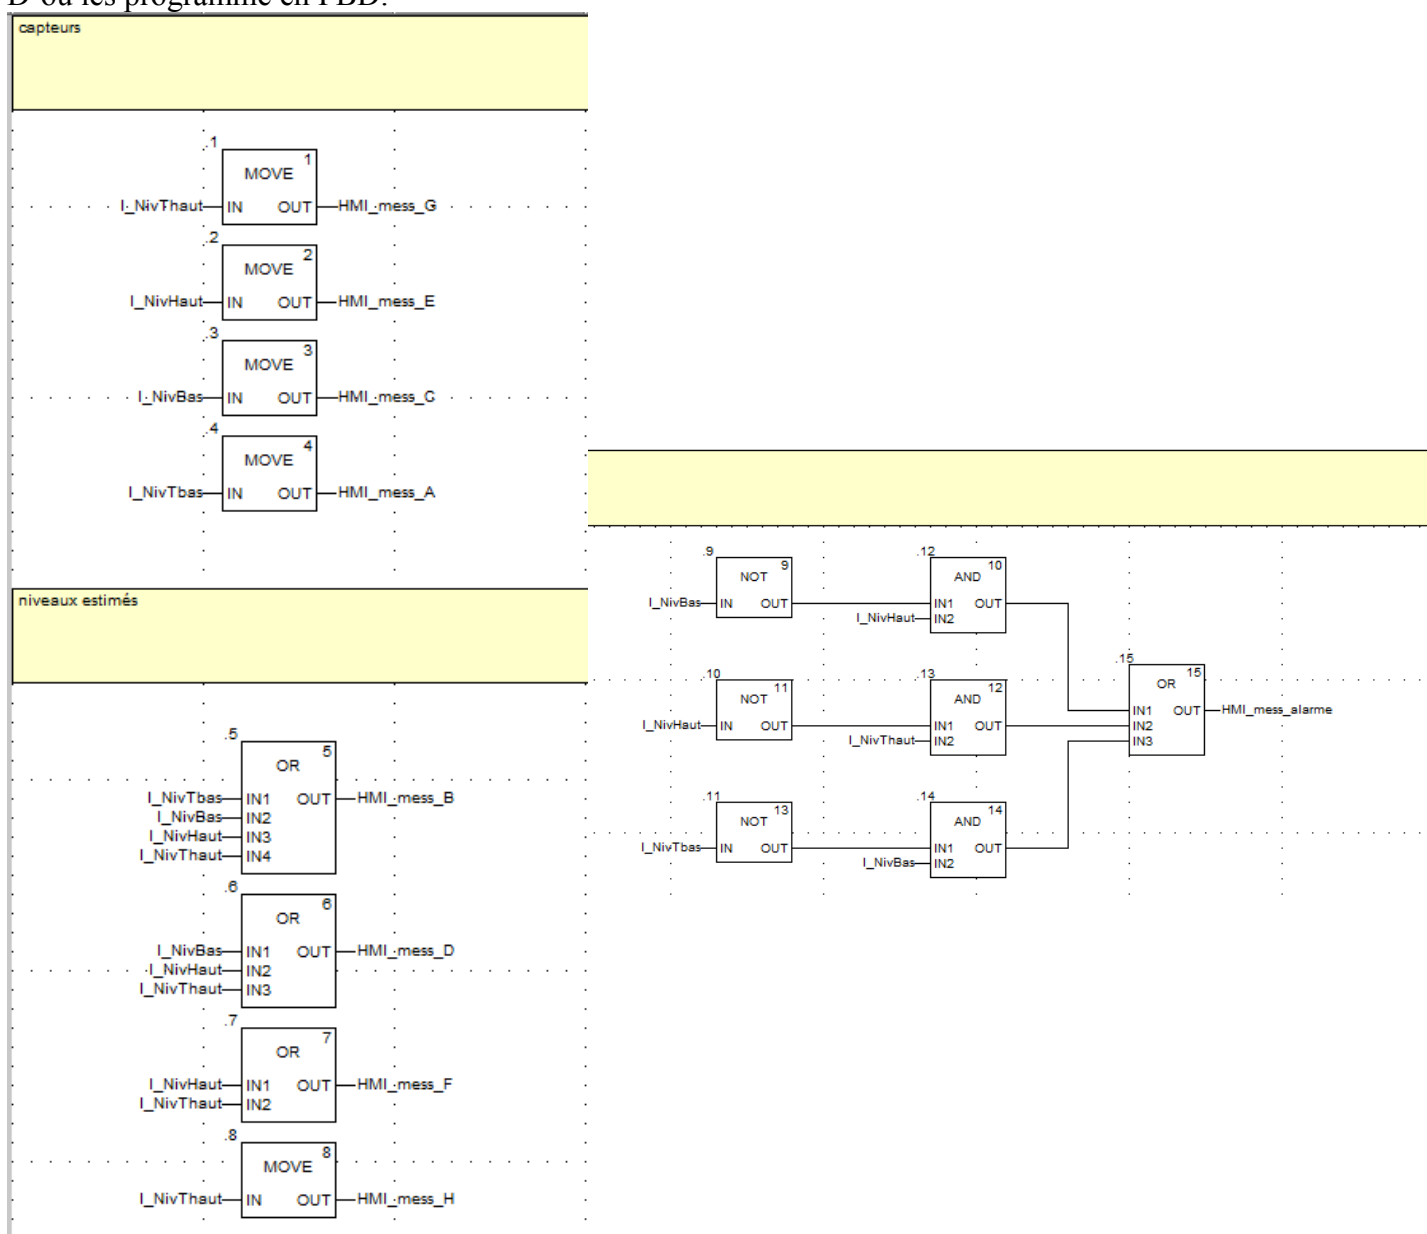 D'où les programme en FBD:
capteurs
.1
MOVE 1
I_NivThaut IN OUT HMI_mess_G
.2
MOVE 2
I_NivHaut IN OUT HMI_mess_E
.3
MOVE 3
I_NivBas IN OUT HMI_mess_C
.4
MOVE 4
I_NivTbas IN OUT HMI_mess_A
niveaux estimés
.5
OR 5
I_NivTbas IN1 OUT HMI_mess_B
I_NivBas IN2
I_NivHaut IN3
I_NivThaut IN4
.6
OR 6
I_NivBas IN1 OUT HMI_mess_D
I_NivHaut IN2
I_NivThaut IN3
.7
OR 7
I_NivHaut IN1 OUT HMI_mess_F
I_NivThaut IN2
.8
MOVE 8
I_NivThaut IN OUT HMI_mess_H
.9
NOT 9
I_NivBas IN OUT
.12
AND 10
IN1 OUT
I_NivHaut IN2
.10
NOT 11
I_NivHaut IN OUT
.13
AND 12
IN1 OUT
I_NivThaut IN2
.11
NOT 13
I_NivTbas IN OUT
.14
AND 14
IN1 OUT
I_NivBas IN2
.15
OR 15
IN1 OUT HMI_mess_alarme
IN2
IN3